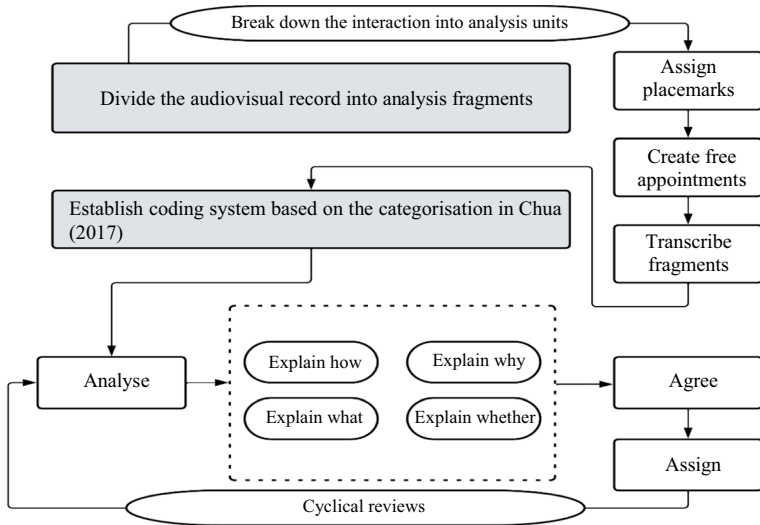 Break down the interaction into analysis units
Divide the audiovisual record into analysis fragments
Assign
placemarks
Create free
appointments
Transcribe
fragments
Establish coding system based on the categorisation in Chua
(2017)
Analyse
Explain how
Explain why
Explain what
Explain whether
Agree
Assign
Cyclical reviews